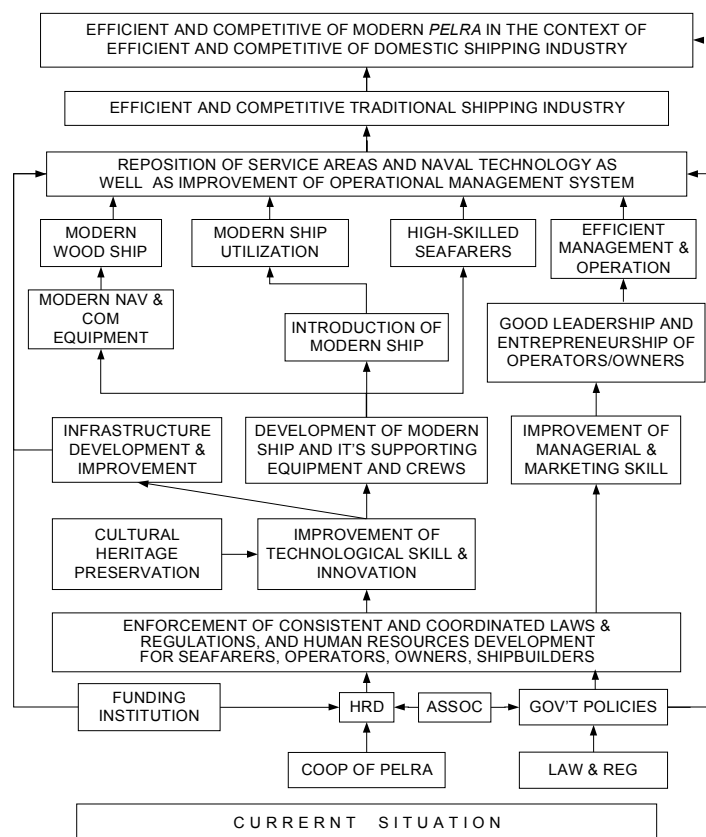 EFFICIENT AND COMPETITIVE OF MODERN PELRA IN THE CONTEXT OF
EFFICIENT AND COMPETITIVE OF DOMESTIC SHIPPING INDUSTRY
EFFICIENT AND COMPETITIVE TRADITIONAL SHIPPING INDUSTRY
REPOSITION OF SERVICE AREAS AND NAVAL TECHNOLOGY AS
WELL AS IMPROVEMENT OF OPERATIONAL MANAGEMENT SYSTEM
MODERN
WOOD SHIP
MODERN SHIP
UTILIZATION
HIGH-SKILLED
SEAFARERS
EFFICIENT
MANAGEMENT &
OPERATION
MODERN NAV &
COM
EQUIPMENT
INTRODUCTION OF
MODERN SHIP
GOOD LEADERSHIP AND
ENTREPRENEURSHIP OF
OPERATORS/OWNERS
INFRASTRUCTURE
DEVELOPMENT &
IMPROVEMENT
DEVELOPMENT OF MODERN
SHIP AND IT'S SUPPORTING
EQUIPMENT AND CREWS
IMPROVEMENT OF
MANAGERIAL &
MARKETING SKILL
CULTURAL
HERITAGE
PRESERVATION
IMPROVEMENT OF
TECHNOLOGICAL SKILL &
INNOVATION
ENFORCEMENT OF CONSISTENT AND COORDINATED LAWS &
REGULATIONS, AND HUMAN RESOURCES DEVELOPMENT
FOR SEAFARERS, OPERATORS, OWNERS, SHIPBUILDERS
FUNDING
INSTITUTION
HRD
ASSOC
GOV'T POLICIES
COOP OF PELRA
LAW & REG
CURRERNT SITUATION